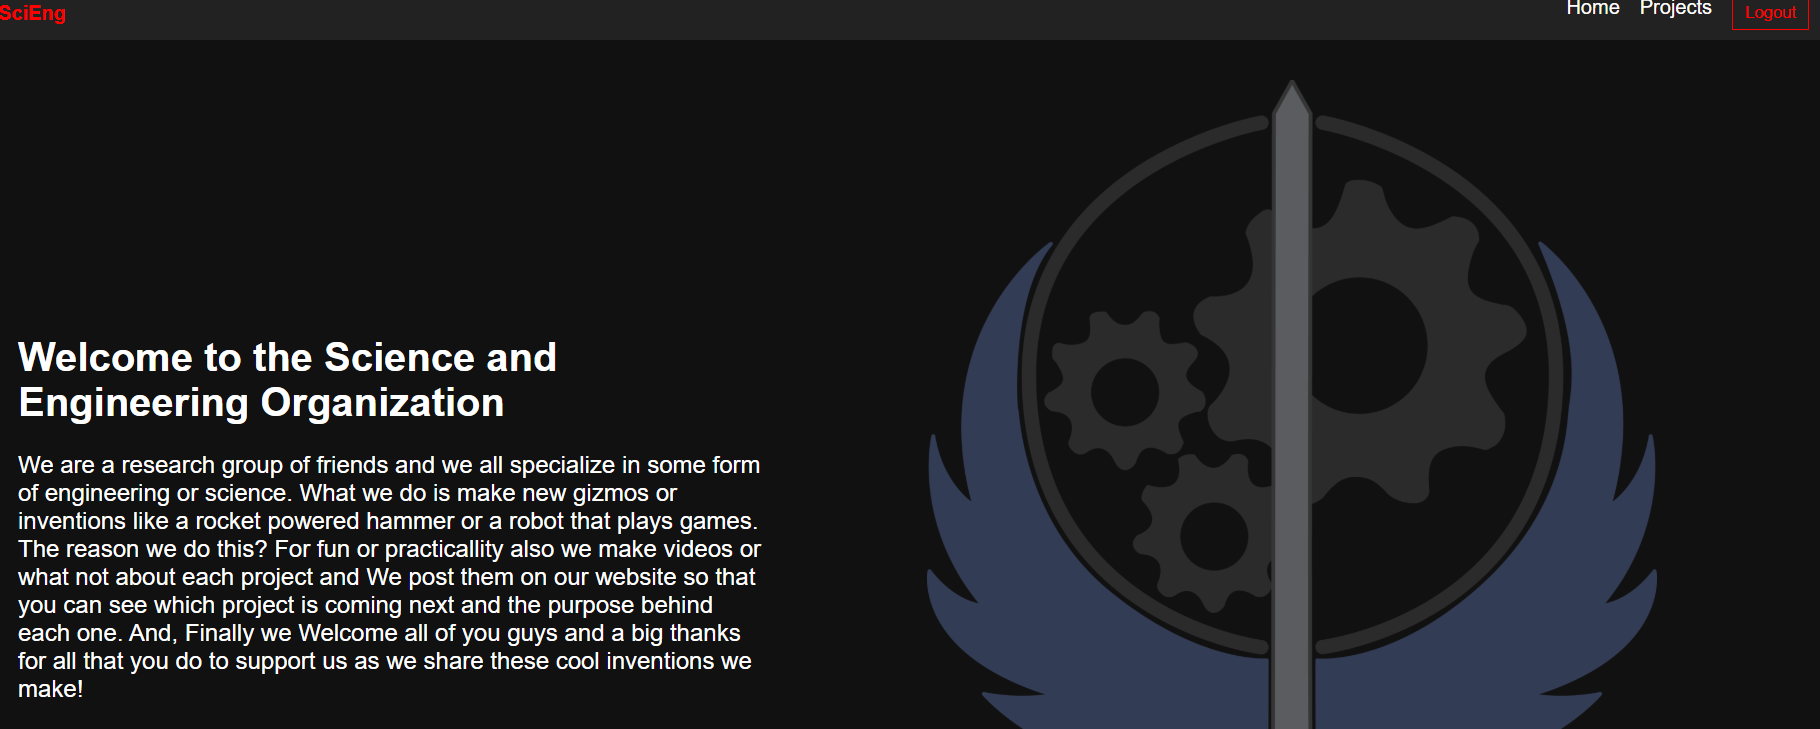 SciEng
Home Projects Logout
Welcome to the Science and
Engineering Organization
We are a research group of friends and we all specialize in some form
of engineering or science. What we do is make new gizmos or
inventions like a rocket powered hammer or a robot that plays games.
The reason we do this? For fun or practicallity also we make videos or
what not about each project and We post them on our website so that
you can see which project is coming next and the purpose behind
each one. And, Finally we Welcome all of you guys and a big thanks
for all that you do to support us as we share these cool inventions we
make!